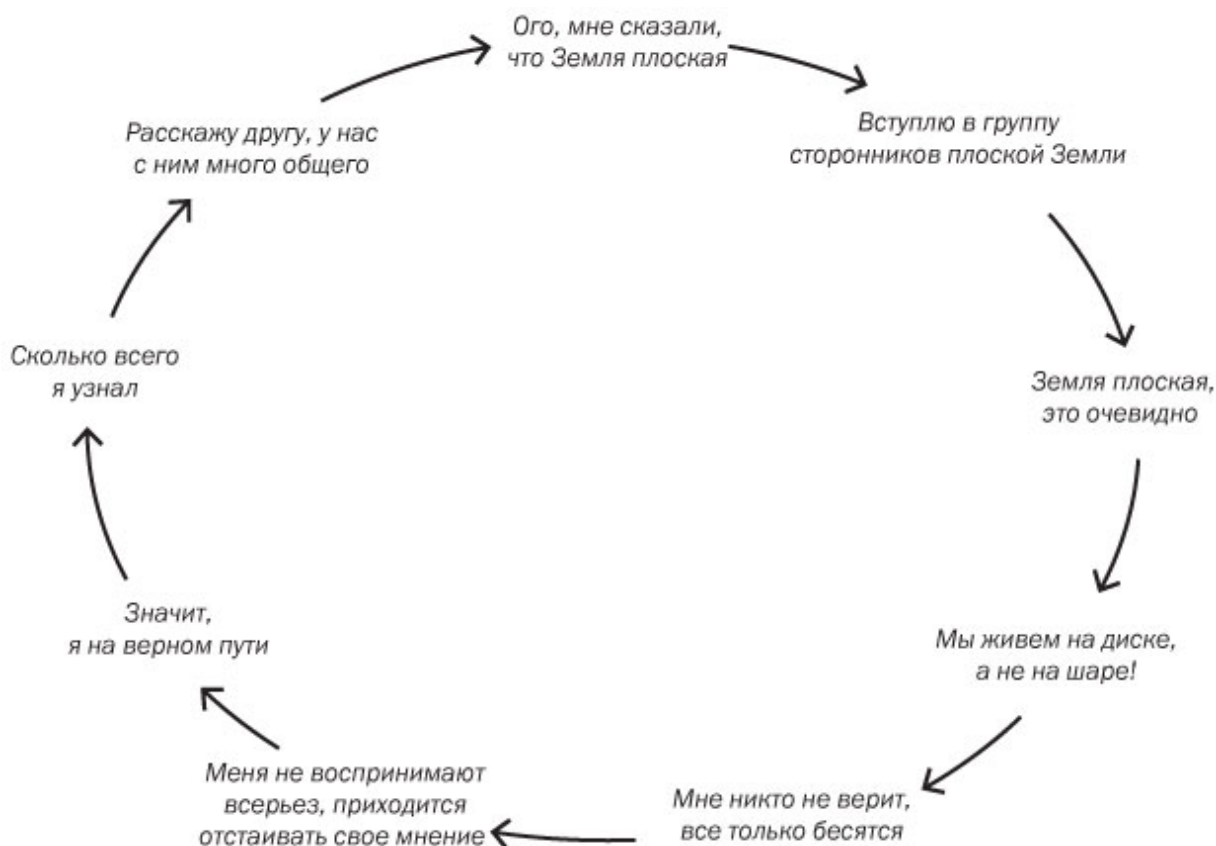 Ого, мне сказали,
что Земля плоская
Вступлю в группу
сторонников плоской Земли
Земля плоская,
это очевидно
Мы живем на диске,
а не на шаре!
Мне никто не верит,
все только бесятся
Меня не воспринимают
всерьез, приходится
отстаивать свое мнение
Значит,
я на верном пути
Сколько всего
я узнал
Расскажу другу, у нас
с ним много общего